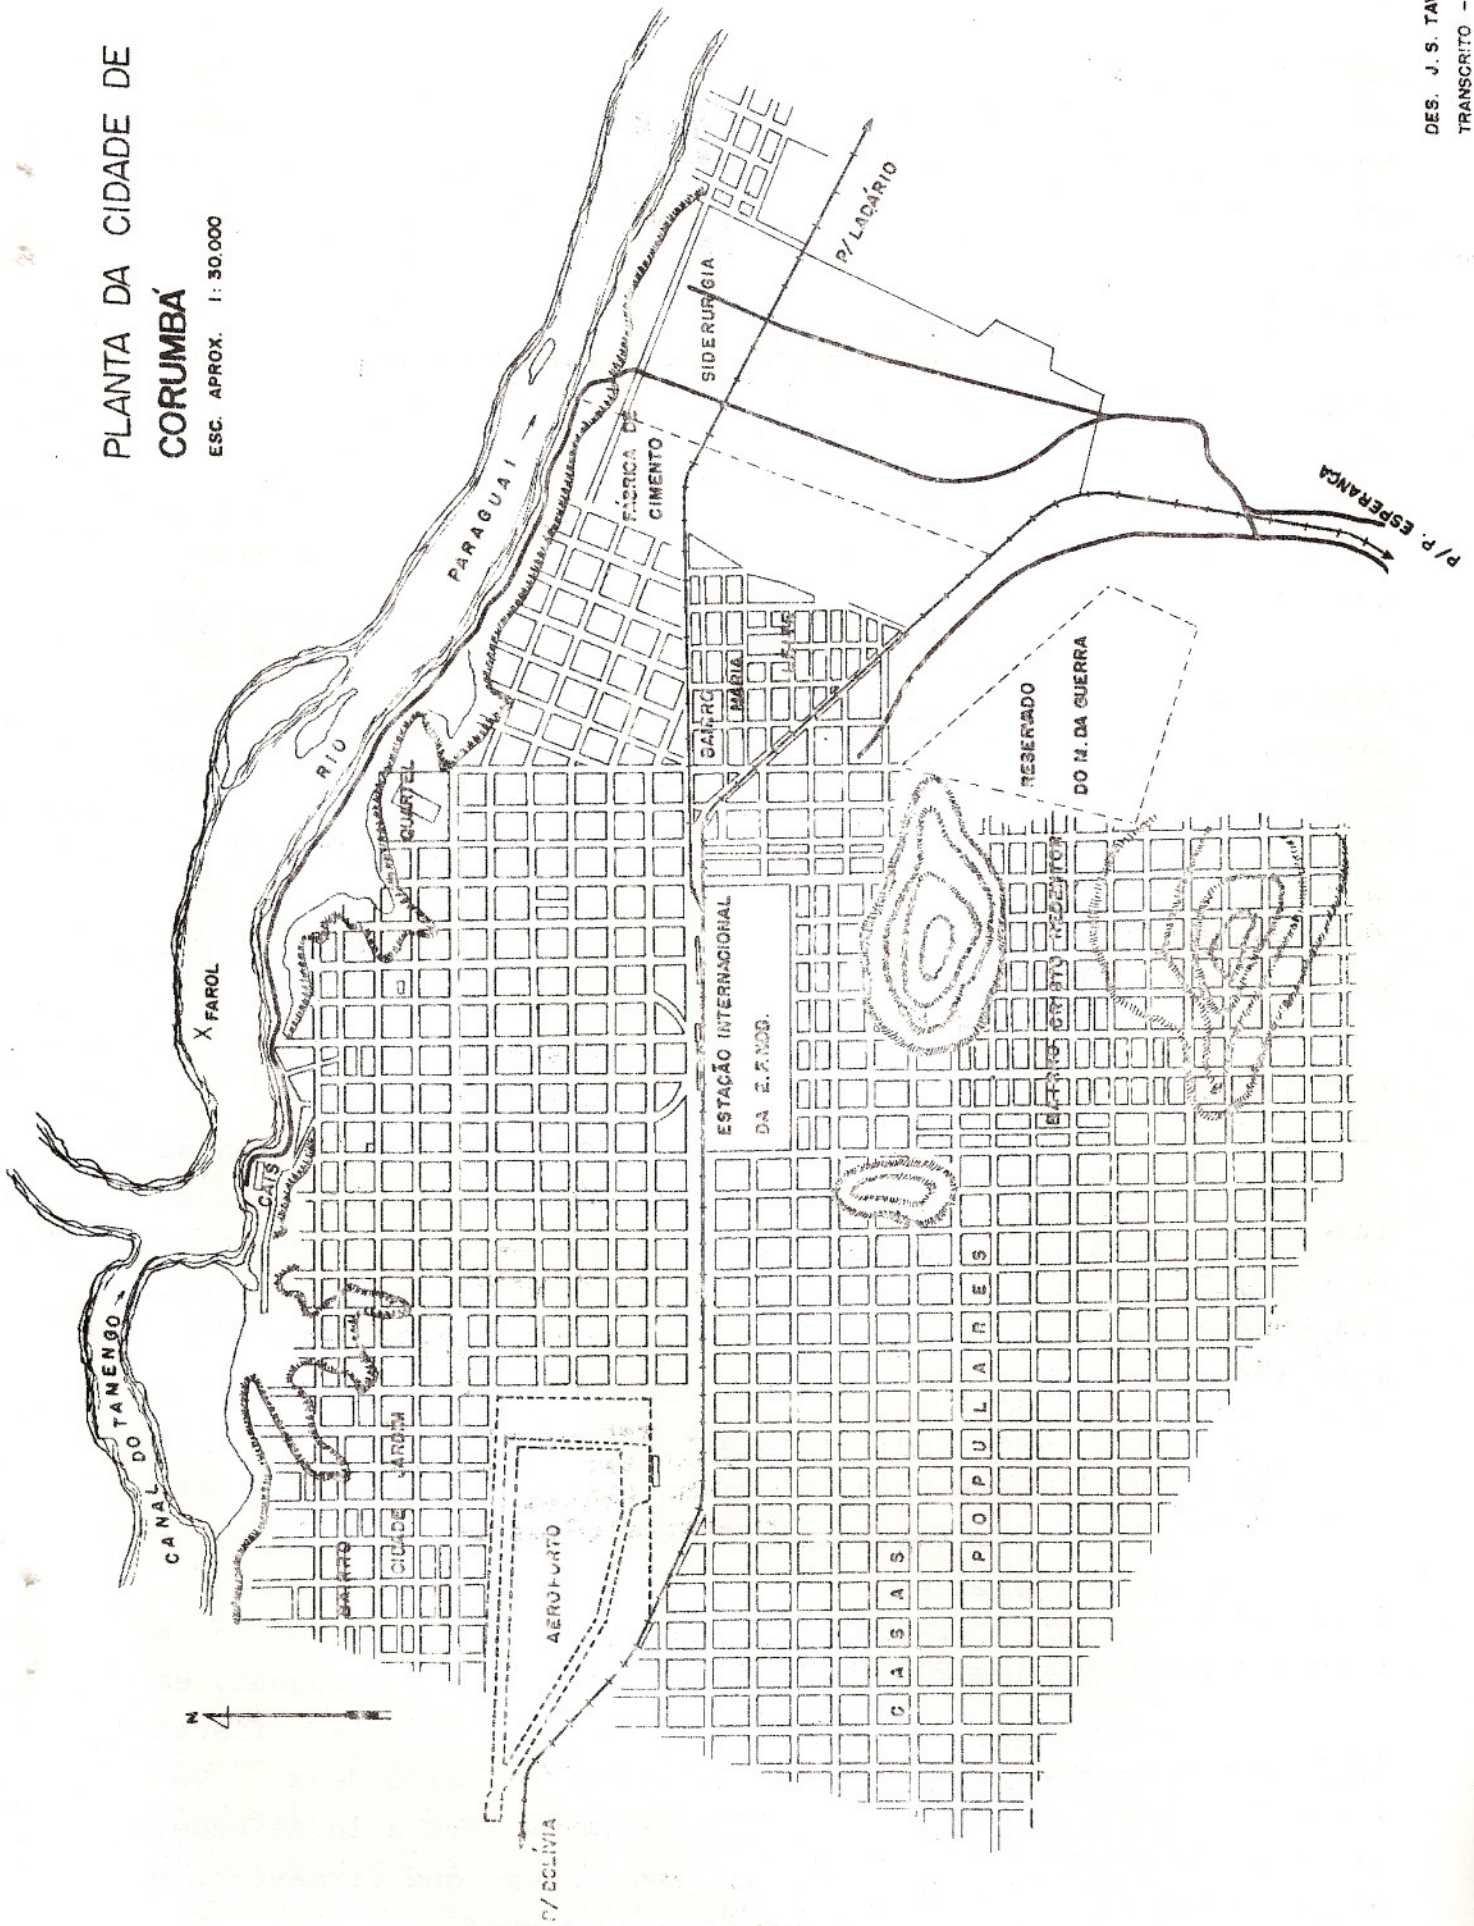 PLANTA DA CIDADE DE
CORUMBÁ
ESC. APROX. 1:30.000
N
CANAL DO TAMENGO
CAIS
X FAROL
RIO PARAGUAI
QUARTEL
BAIRRO
CIDADE JARDIM
AEROPORTO
P/ BOLÍVIA
ESTAÇÃO INTERNACIONAL
DA E.F.NOB.
BAIRRO
MARIA
FÁBRICA DE
CIMENTO
SIDERURGIA
P/ LADÁRIO
P/ P. ESPERANÇA
RESERVADO
DO M. DA GUERRA
BAIRRO CRISTO REDENTOR
CASAS
POPULARES
DES. J. S.
TRANSCRITO -